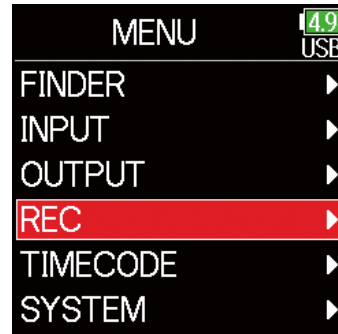 MENU
4.9
USB
FINDER
INPUT
OUTPUT
REC
TIMECODE
SYSTEM